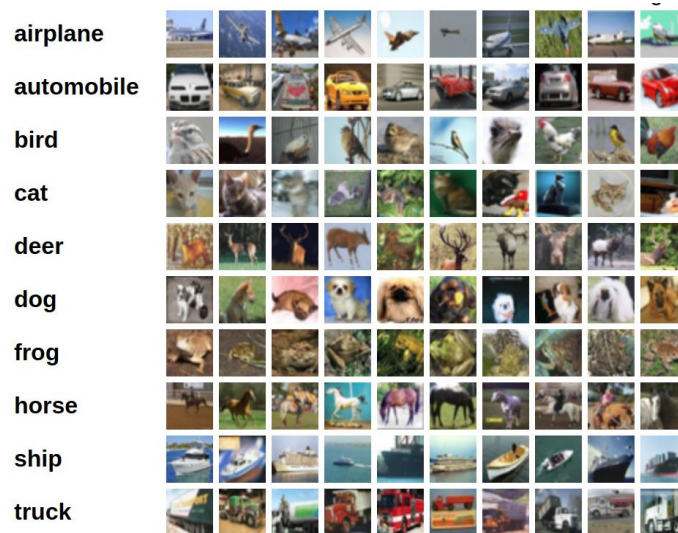 airplane
automobile
bird
cat
deer
dog
frog
horse
ship
truck